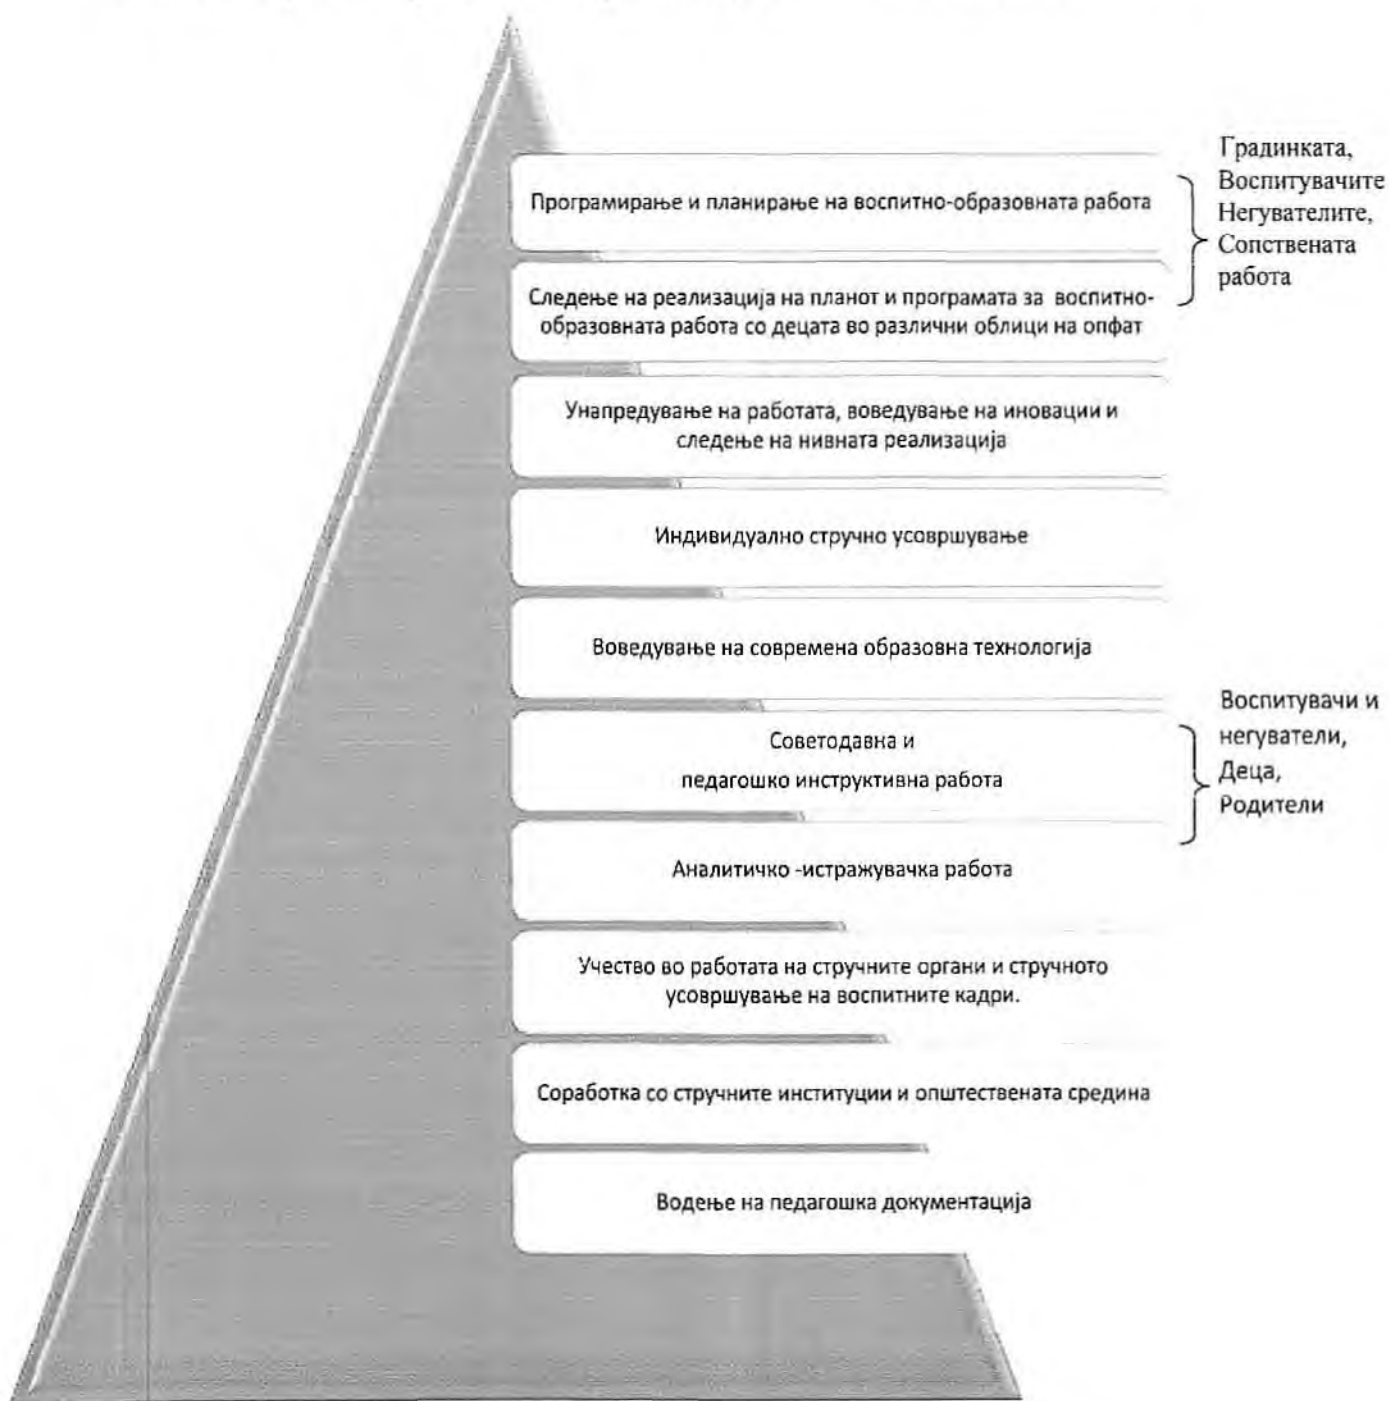 Програмирање и планирање на воспитно-образовната работа
Градинката,
Воспитувачите
Негувателите,
Сопствената
работа
Следење на реализација на планот и програмата за воспитно-
образовната работа со децата во различни облици на опфат
Унапредување на работата, воведување на иновации и
следење на нивната реализација
Индивидуално стручно усовршување
Воведување на современа образовна технологија
Советодавна и
педагошко инструктивна работа
Воспитувачи и
негуватели,
Деца,
Родители
Аналитичко -истражувачка работа
Учество во работата на стручните органи и стручното
усовршување на воспитните кадри.
Соработка со стручните институции и општествената средина
Водење на педагошка документација